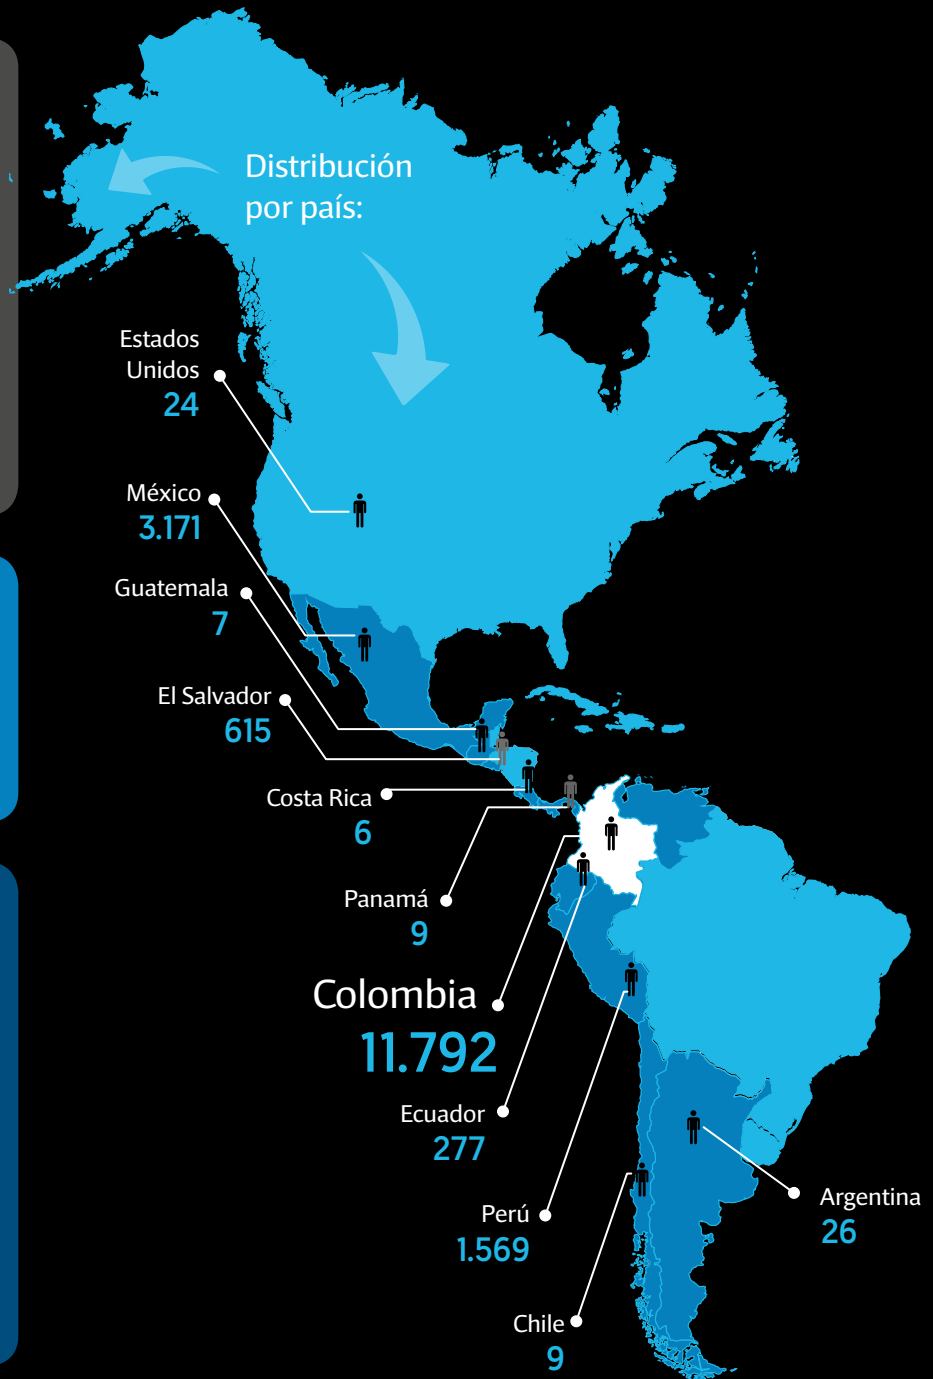 Distribución
por país:
Estados
Unidos
24
México
3.171
Guatemala
7
El Salvador
615
Costa Rica
6
Panamá
9
Colombia
11.792
Ecuador
277
Perú
1.569
Argentina
26
Chile
9